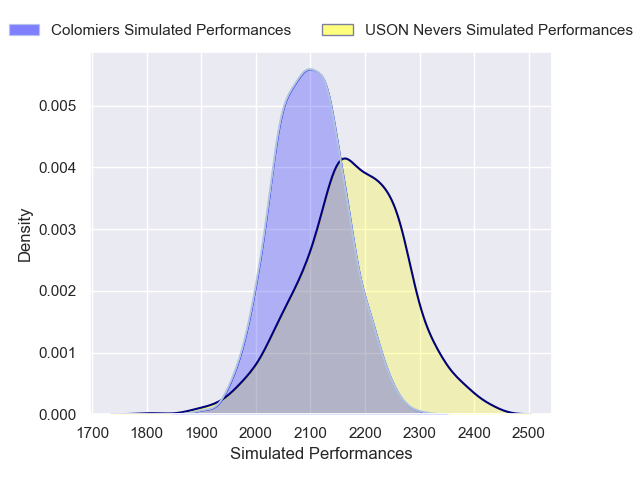 Colomiers Simulated Performances
USON Nevers Simulated Performances
Density
0.005
0.004
0.003
0.002
0.001
0.000
1700 1800 1900 2000 2100 2200 2300 2400 2500
Simulated Performances